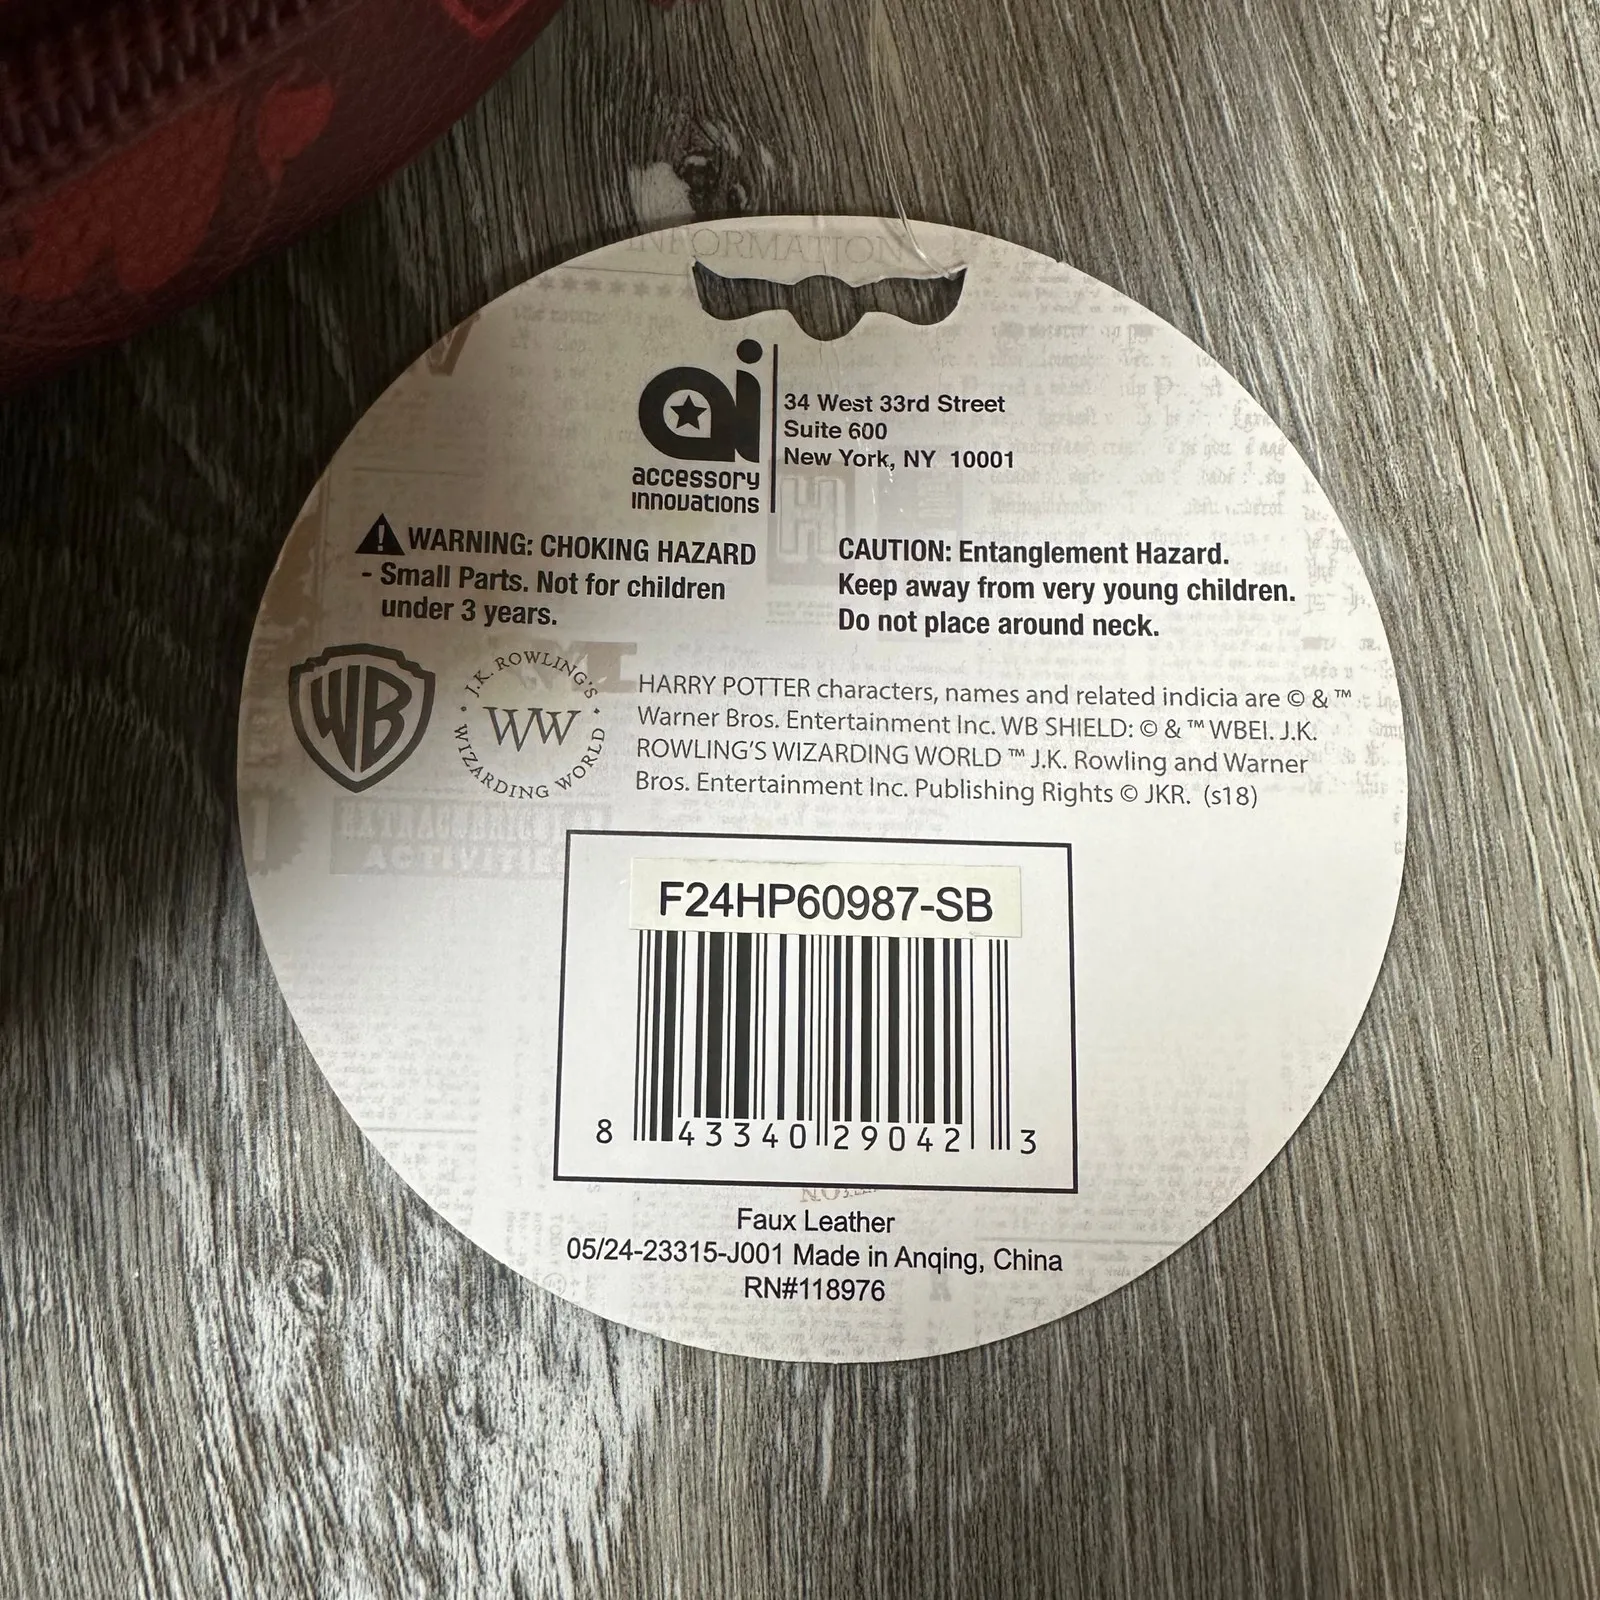 INFORMATION
ai
accessory
innovations
34 West 33rd Street
Suite 600
New York, NY 10001
WARNING: CHOKING HAZARD
- Small Parts. Not for children
under 3 years.
CAUTION: Entanglement Hazard.
Keep away from very young children.
Do not place around neck.
WB
J.K. ROWLING'S
WW
WIZARDING WORLD
HARRY POTTER characters, names and related indicia are © & ™
Warner Bros. Entertainment Inc. WB SHIELD: © & ™ WBEI. J.K.
ROWLING'S WIZARDING WORLD ™ J.K. Rowling and Warner
Bros. Entertainment Inc. Publishing Rights © JKR. (s18)
F24HP60987-SB
8 43340 29042 3
Faux Leather
05/24-23315-J001 Made in Anqing, China
RN#118976